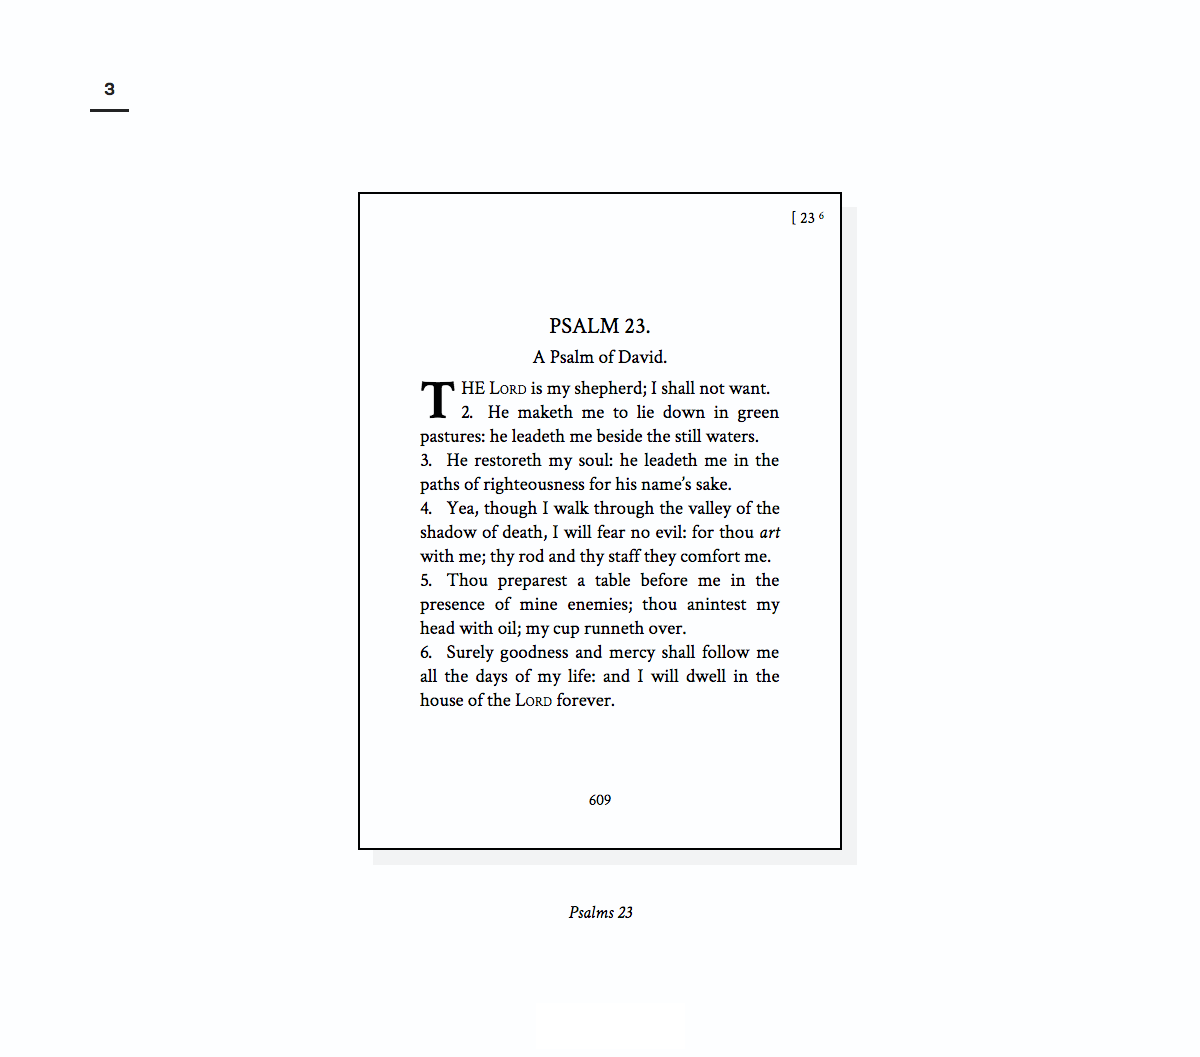 3
[ 23 6
PSALM 23.
A Psalm of David.
THE LORD is my shepherd; I shall not want.
2. He maketh me to lie down in green
pastures: he leadeth me beside the still waters.
3. He restoreth my soul: he leadeth me in the
paths of righteousness for his name's sake.
4. Yea, though I walk through the valley of the
shadow of death, I will fear no evil: for thou art
with me; thy rod and thy staff they comfort me.
5. Thou preparest a table before me in the
presence of mine enemies; thou anintest my
head with oil; my cup runneth over.
6. Surely goodness and mercy shall follow me
all the days of my life: and I will dwell in the
house of the LORD forever.
609
Psalms 23